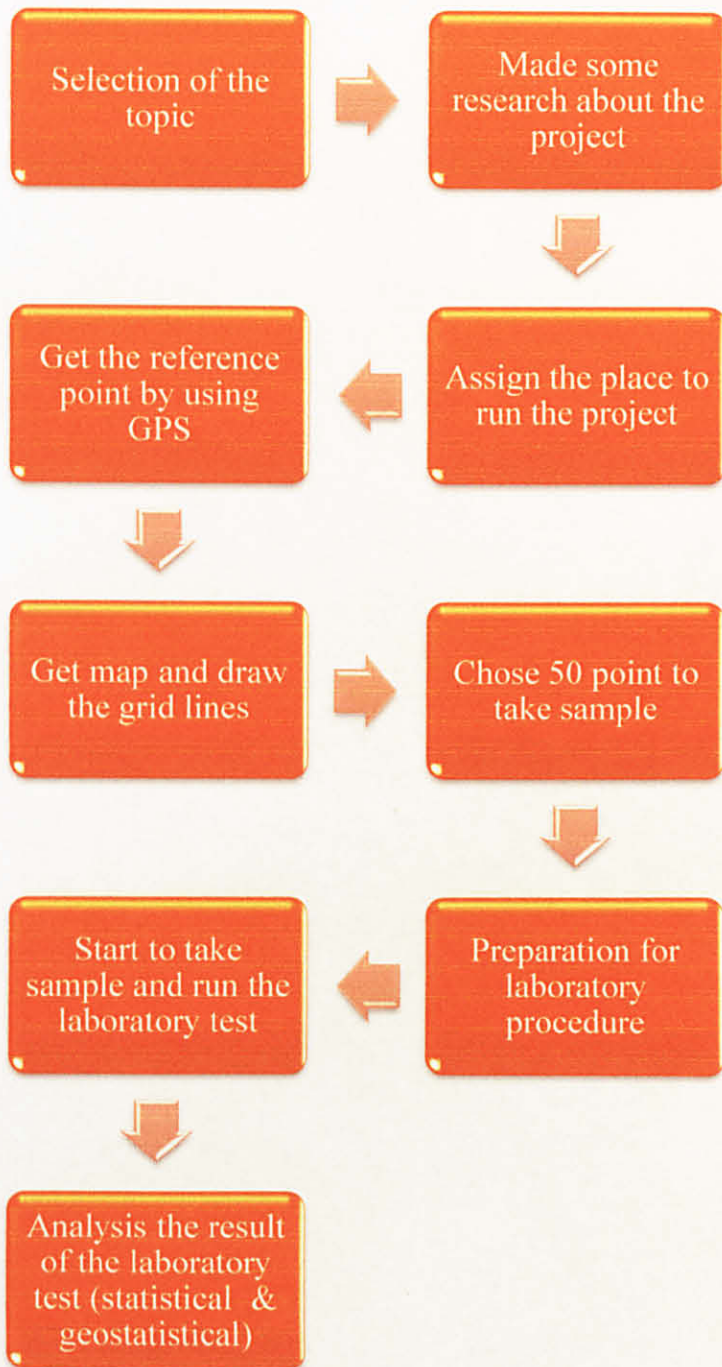 Selection of the
topic
Made some
research about the
project
Assign the place to
run the project
Get the reference
point by using
GPS
Get map and draw
the grid lines
Chose 50 point to
take sample
Preparation for
laboratory
procedure
Start to take
sample and run the
laboratory test
Analysis the result
of the laboratory
test (statistical &
geostatistical)